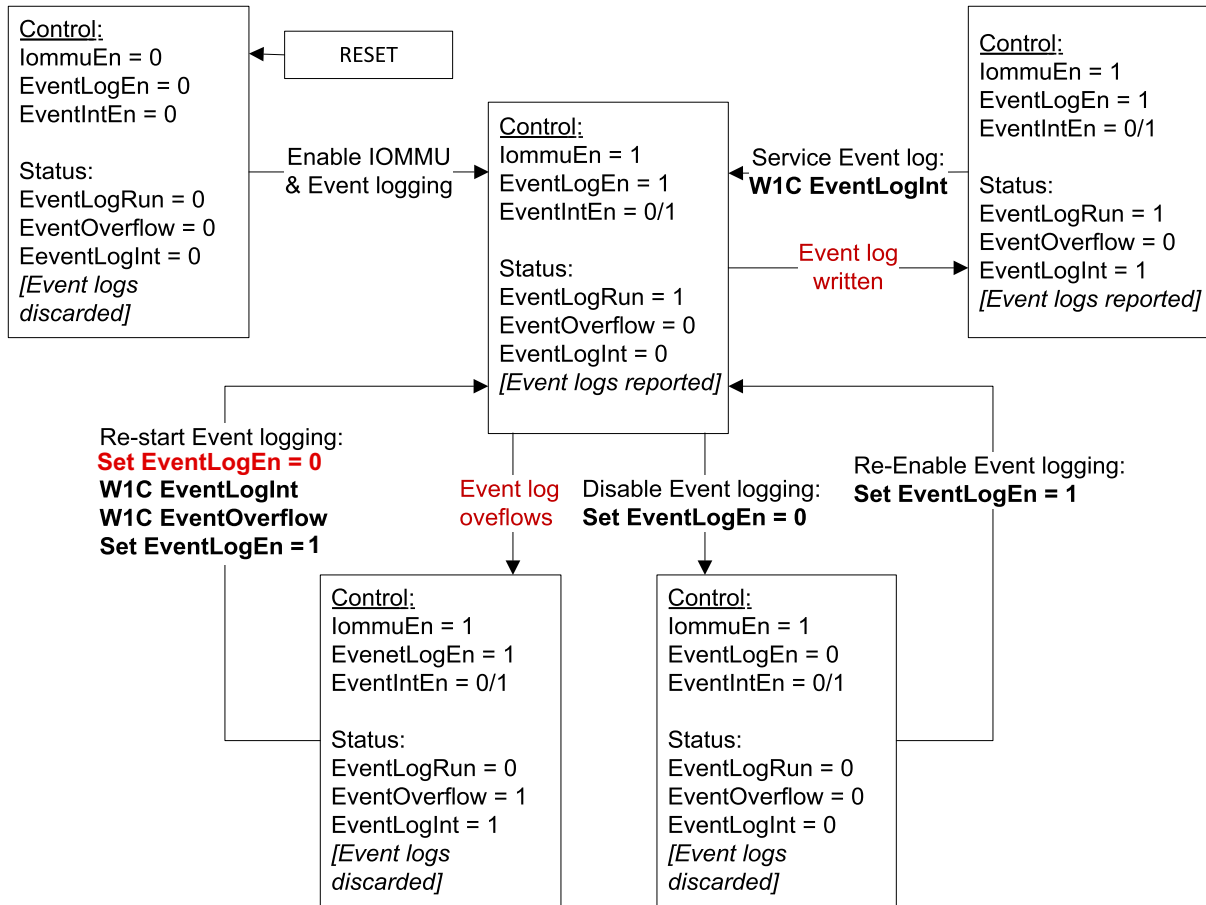 Control:
IommuEn = 0
EventLogEn = 0
EventIntEn = 0
Status:
EventLogRun = 0
EventOverflow = 0
EeventLogInt = 0
[Event logs
discarded]
RESET
Enable IOMMU
& Event logging
Control:
IommuEn = 1
EventLogEn = 1
EventIntEn = 0/1
Status:
EventLogRun = 1
EventOverflow = 0
EventLogInt = 0
[Event logs reported]
Service Event log:
W1C EventLogInt
Event log
written
Control:
IommuEn = 1
EventLogEn = 1
EventIntEn = 0/1
Status:
EventLogRun = 1
EventOverflow = 0
EventLogInt = 1
[Event logs reported]
Re-start Event logging:
Set EventLogEn = 0
W1C EventLogInt
W1C EventOverflow
Set EventLogEn = 1
Event log
oveflows
Disable Event logging:
Set EventLogEn = 0
Re-Enable Event logging:
Set EventLogEn = 1
Control:
IommuEn = 1
EvenetLogEn = 1
EventIntEn = 0/1
Status:
EventLogRun = 0
EventOverflow = 1
EventLogInt = 1
[Event logs
discarded]
Control:
IommuEn = 1
EventLogEn = 0
EventIntEn = 0/1
Status:
EventLogRun = 0
EventOverflow = 0
EventLogInt = 0
[Event logs
discarded]